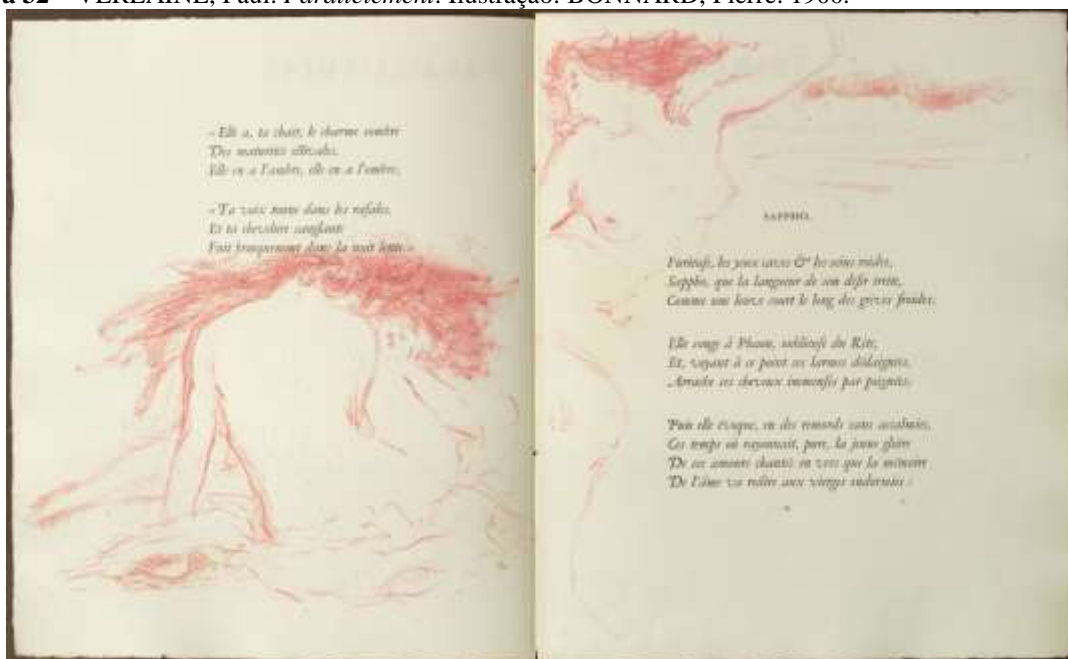 a 32 – VERLAINE, Paul. Parallèlement. Ilustração: BONNARD, Pierre. 1900.
« Elle a, ta chair, le charme sombre
Des maturités estivales,
Elle en a l'ambre, elle en a l'ombre;
« Ta voix tonne dans les rafales,
Et ta chevelure sanglante
Fuit brusquement dans la nuit lente. »
SAPPHO.
Furieuse, les yeux caves & les seins roides,
Sappho, que la langueur de son désir irrite,
Comme une louve court le long des grèves froides.
Elle songe à Phaon, oublieuse du Rite,
Et, voyant à ce point ses larmes dédaignées,
Arrache ses cheveux immenses par poignées;
Puis elle évoque, en des remords sans accalmies,
Ces temps où rayonnait, pure, la jeune gloire
De ses amours chantés en vers que la mémoire
De l'âme va redire aux vierges endormies :